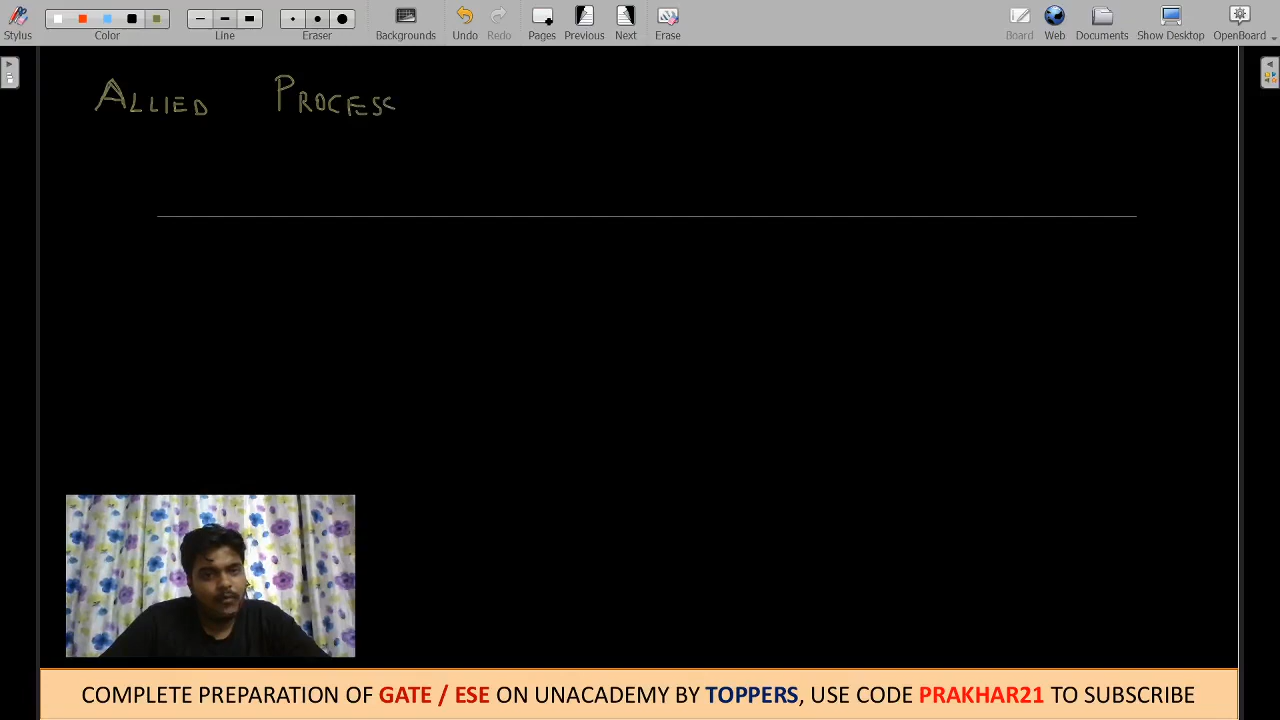 Stylus Color Line Eraser Backgrounds Undo Redo Pages Previous Next Erase Board Web Documents Show Desktop OpenBoard
ALLIED PROCESS
COMPLETE PREPARATION OF GATE / ESE ON UNACADEMY BY TOPPERS, USE CODE PRAKHAR21 TO SUBSCRIBE